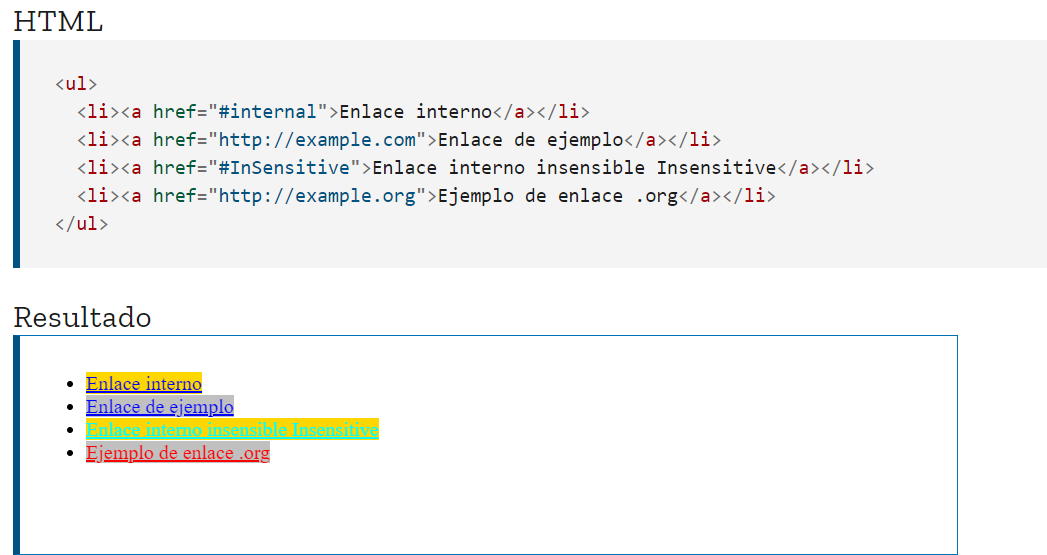 HTML
<ul>
<li><a href="#internal">Enlace interno</a></li>
<li><a href="http://example.com">Enlace de ejemplo</a></li>
<li><a href="#InSensitive">Enlace interno insensible Insensitive</a></li>
<li><a href="http://example.org">Ejemplo de enlace .org</a></li>
</ul>
Resultado
Enlace interno
Enlace de ejemplo
Enlace interno insensible Insensitive
Ejemplo de enlace .org